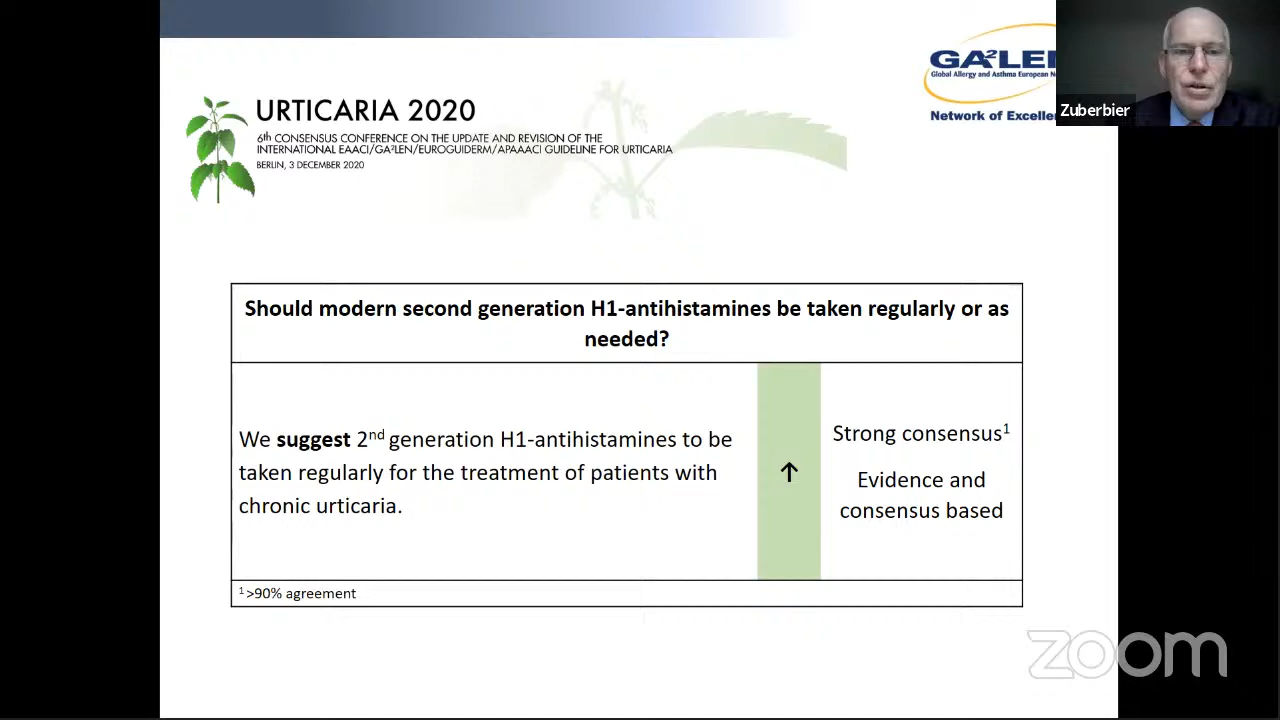 GA²LEN
Global Allergy and Asthma European Ne
Network of Excellen
Zuberbier
URTICARIA 2020
6th CONSENSUS CONFERENCE ON THE UPDATE AND REVISION OF THE
INTERNATIONAL EAACI/GA²LEN/EUROGUIDERM/APAAACI GUIDELINE FOR URTICARIA
BERLIN, 3 DECEMBER 2020
Should modern second generation H1-antihistamines be taken regularly or as
needed?
We suggest 2nd generation H1-antihistamines to be
taken regularly for the treatment of patients with
chronic urticaria.
↑
Strong consensus¹
Evidence and
consensus based
¹ >90% agreement
zoom